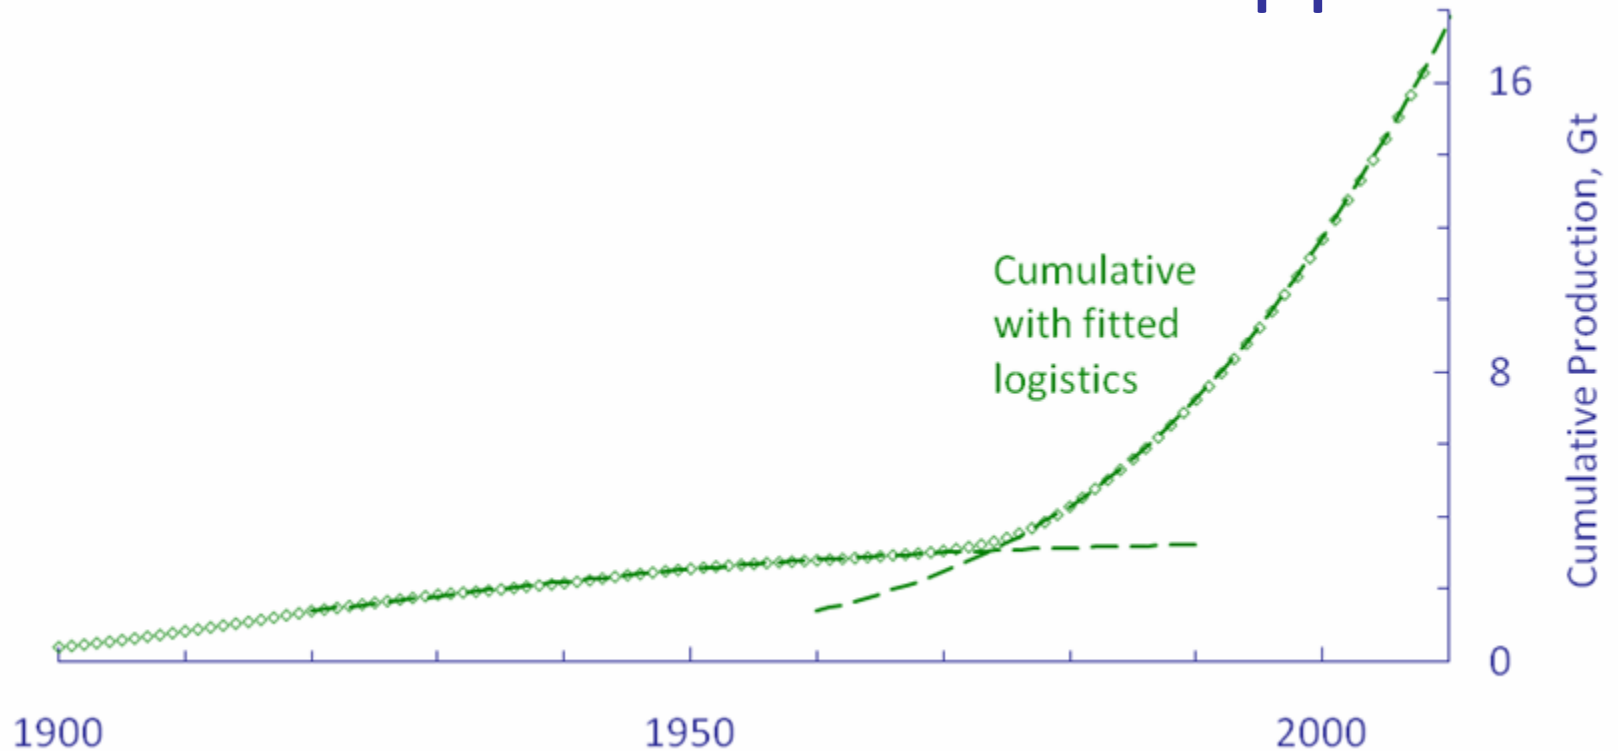 16
Cumulative
with fitted
logistics
8
0
Cumulative Production, Gt
1900
1950
2000